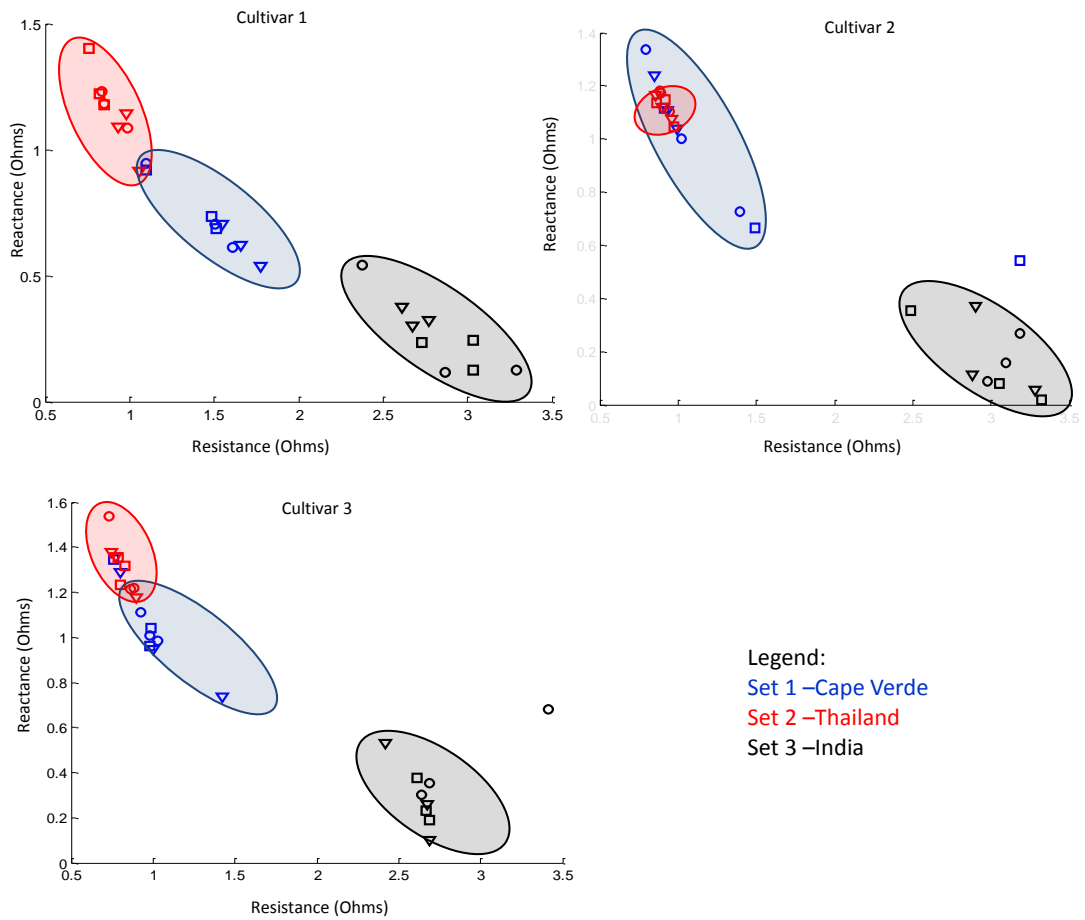 Cultivar 1
1.5
1
0.5
0
Reactance (Ohms)
0.5 1 1.5 2 2.5 3 3.5
Resistance (Ohms)
Cultivar 2
1.4
1.2
1
0.8
0.6
0.4
0.2
0
Reactance (Ohms)
0.5 1 1.5 2 2.5 3 3.5
Resistance (Ohms)
Cultivar 3
1.6
1.4
1.2
1
0.8
0.6
0.4
0.2
0
Reactance (Ohms)
0.5 1 1.5 2 2.5 3 3.5
Resistance (Ohms)
Legend:
Set 1 –Cape Verde
Set 2 –Thailand
Set 3 –India